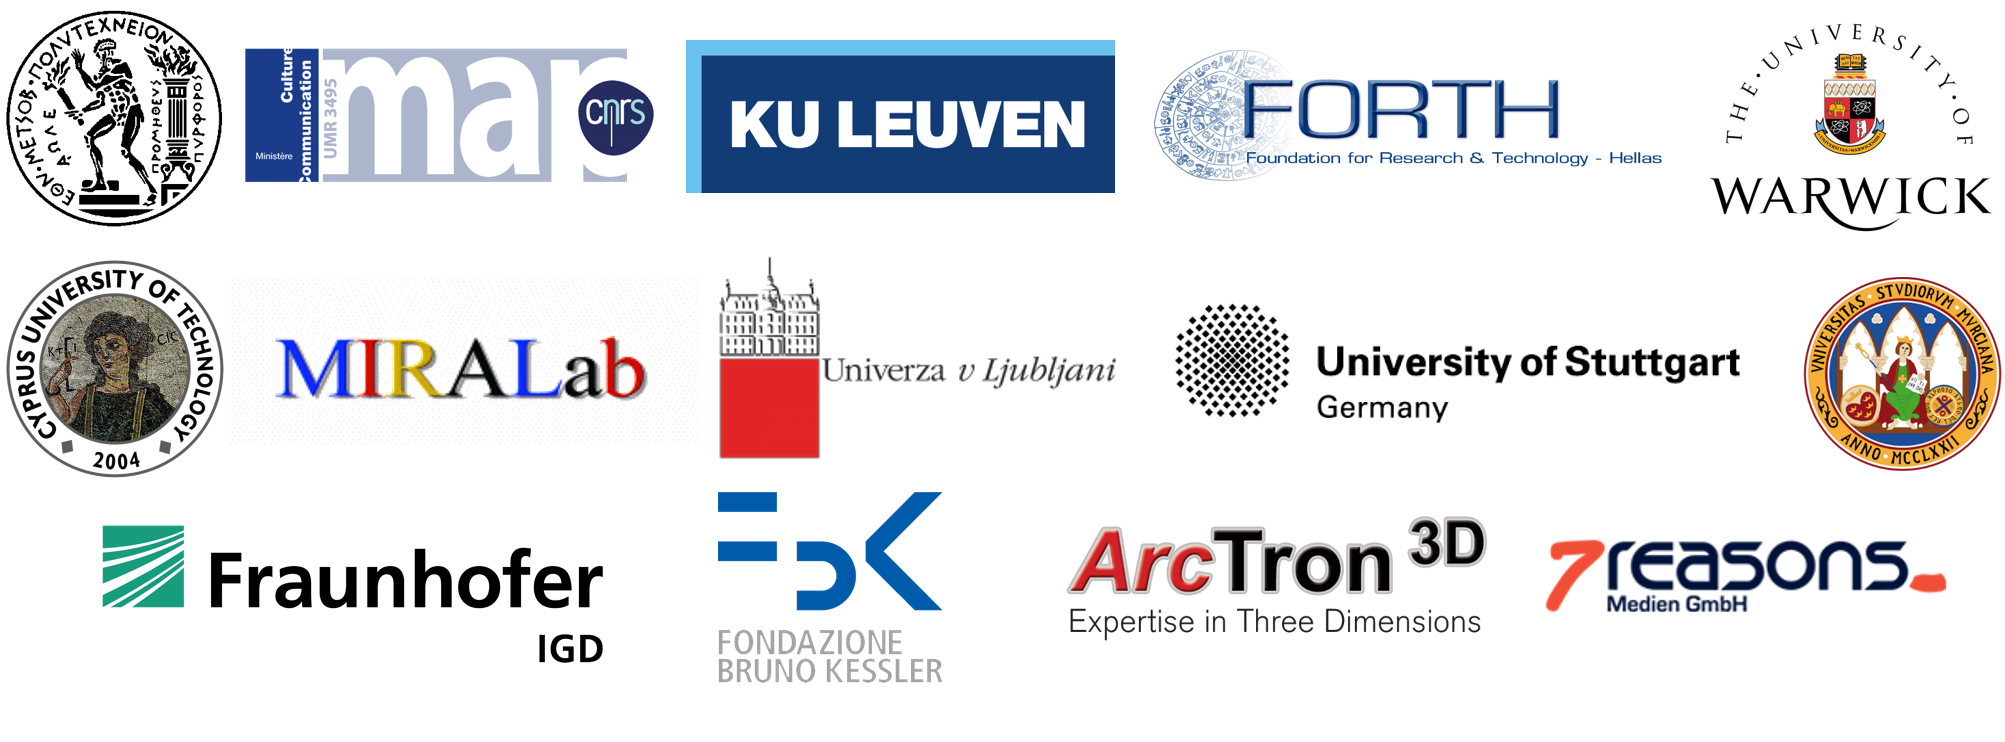 ΕΘΝ·ΜΕΤΣΟΒ·ΠΟΛΥΤΕΧΝΕΙΟΝ
ΠΡΟΜΗΘΕΥΣ
ΠΥΡΦΟΡΟΣ
Ministère
Culture
Communication
UMR 3495
map
cnrs
KU LEUVEN
FORTH
Foundation for Research & Technology - Hellas
THE·UNIVERSITY·OF
WARWICK
CYPRUS UNIVERSITY OF TECHNOLOGY
2004
MIRALab
Univerza v Ljubljani
University of Stuttgart
Germany
VNIVERSITAS·STVDIORVM·MVRCIANA
ANNO·MCCLXXII
Fraunhofer
IGD
FBK
FONDAZIONE
BRUNO KESSLER
ArcTron 3D
Expertise in Three Dimensions
7reasons
Medien GmbH